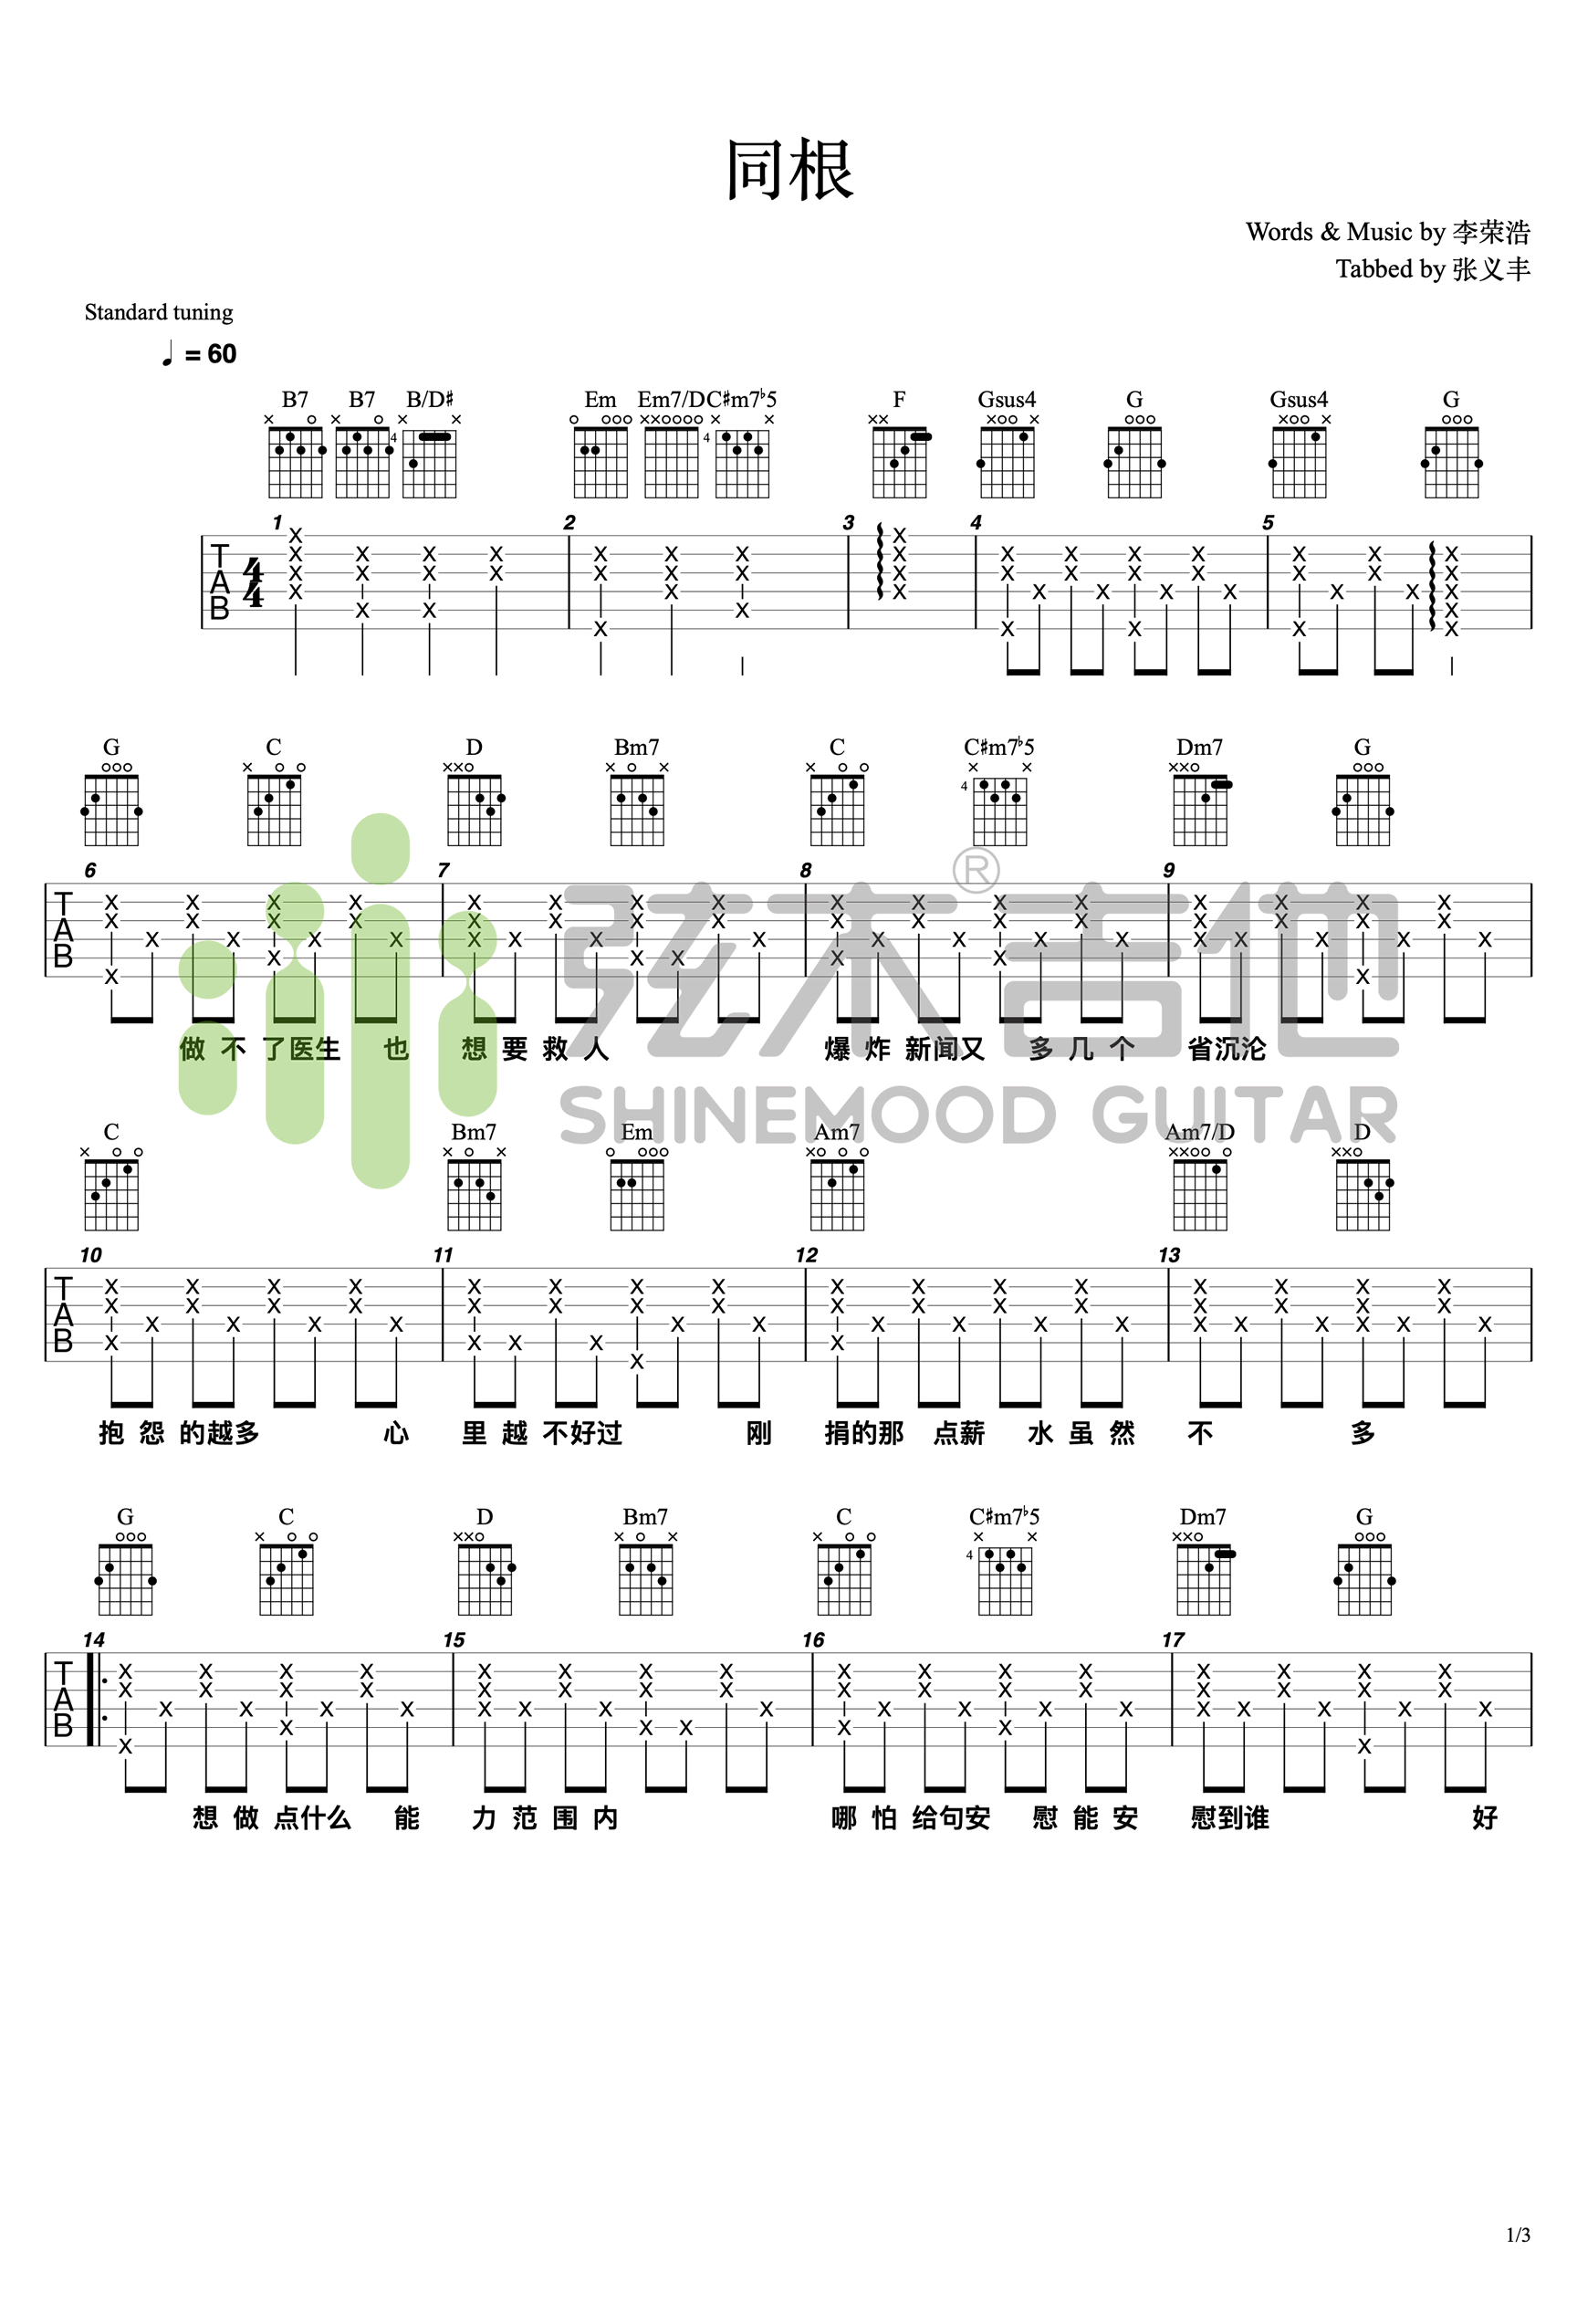 同根
Words & Music by 李荣浩
Tabbed by 张义丰
Standard tuning
♩ = 60
B7 B7 B/D♯ Em Em7/D C♯m7♭5 F Gsus4 G Gsus4 G
4 4
1 2 3 4 5
T A B 4/4
G C D Bm7 C C♯m7♭5 Dm7 G
4
6 7 8 9
T A B
弦木吉他®
做 不 了医生 也 想 要 救 人 爆 炸 新闻又 多 几 个 省沉沦
SHINEMOOD GUITAR
C Bm7 Em Am7 Am7/D D
10 11 12 13
T A B
抱 怨 的越多 心 里 越 不好过 刚 捐的那 点薪 水 虽 然 不 多
G C D Bm7 C C♯m7♭5 Dm7 G
4
14 15 16 17
T A B
想 做 点什么 能 力 范 围 内 哪 怕 给句安 慰 能 安 慰到谁 好
1/3